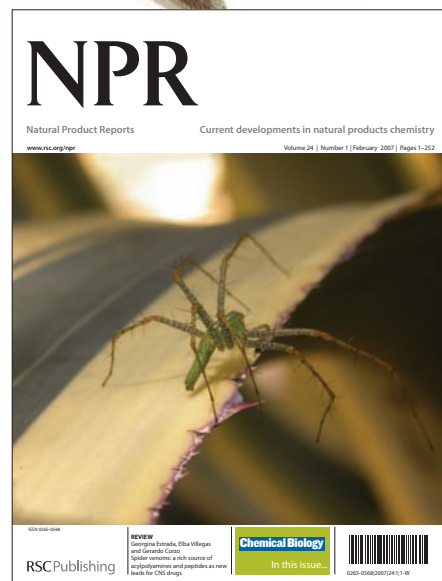 NPR
Natural Product Reports
Current developments in natural products chemistry
www.rsc.org/npr
Volume 24 | Number 1 | February 2007 | Pages 1–252
ISSN 0265-0568
RSCPublishing
REVIEW
Georgina Estrada, Elba Villegas
and Gerardo Corzo
Spider venoms: a rich source of
acylpolyamines and peptides as new
leads for CNS drugs
Chemical Biology
In this issue...
0265-0568(2007)24:1;1-W